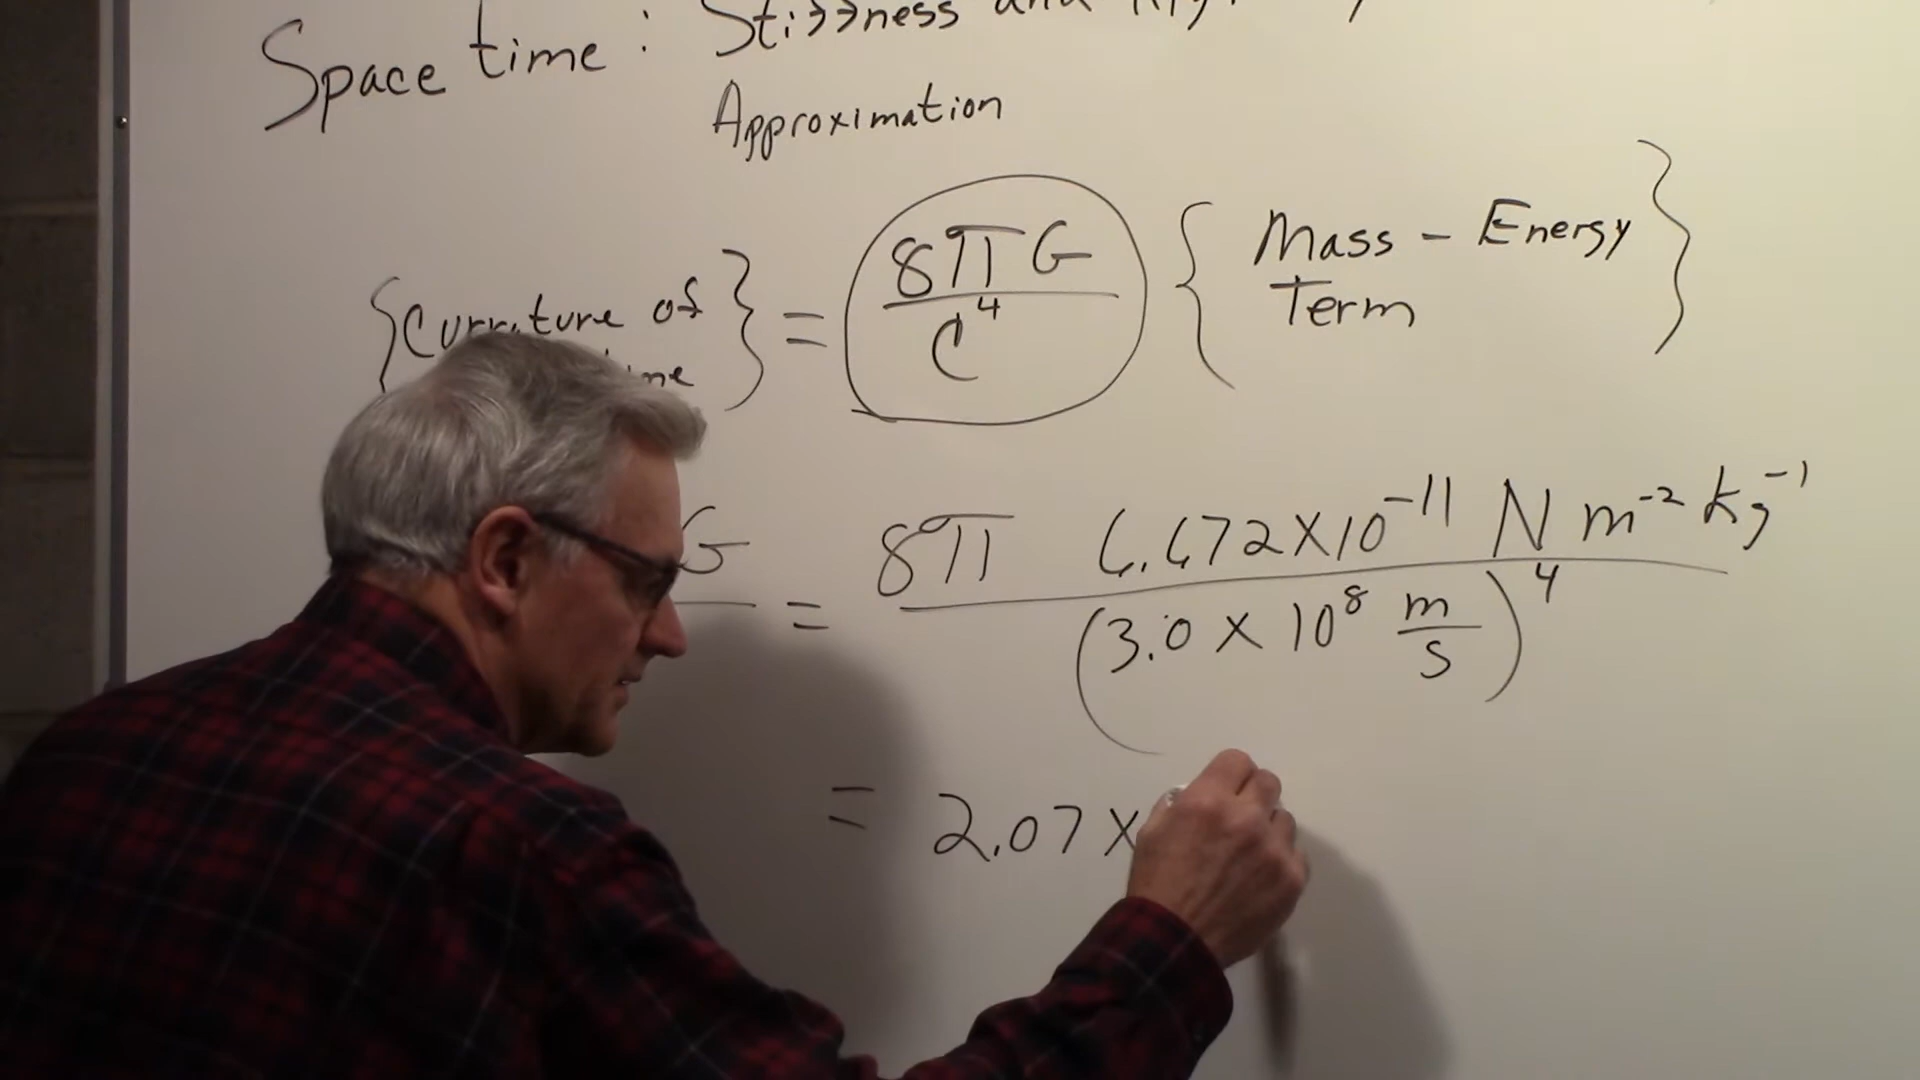 Space time : Stiffness and
Approximation
{ Curvature of } = 8πG / C⁴ { Mass - Energy Term }
G = 8π 6.672 x 10⁻¹¹ N m⁻² kg⁻¹
(3.0 x 10⁸ m/s)⁴
= 2.07 x